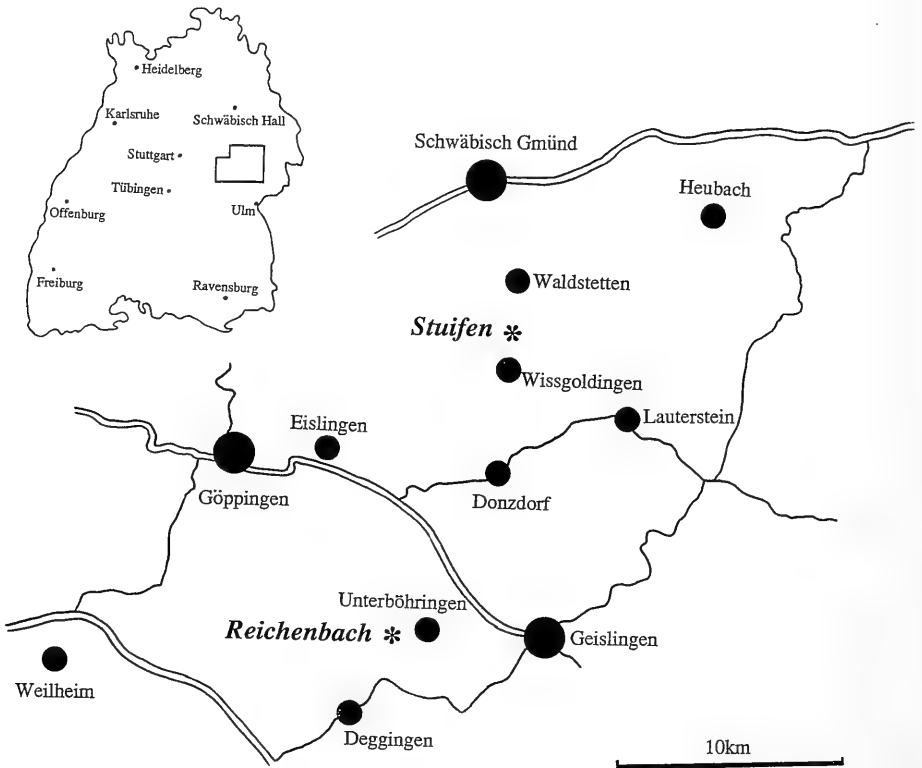 Heidelberg
Karlsruhe
Schwäbisch Hall
Stuttgart
Tübingen
Offenburg
Ulm
Freiburg
Ravensburg
Schwäbisch Gmünd
Heubach
Waldstetten
Stuifen *
Wissgoldingen
Lauterstein
Eislingen
Göppingen
Donzdorf
Unterböhringen
Reichenbach *
Geislingen
Weilheim
Deggingen
10km